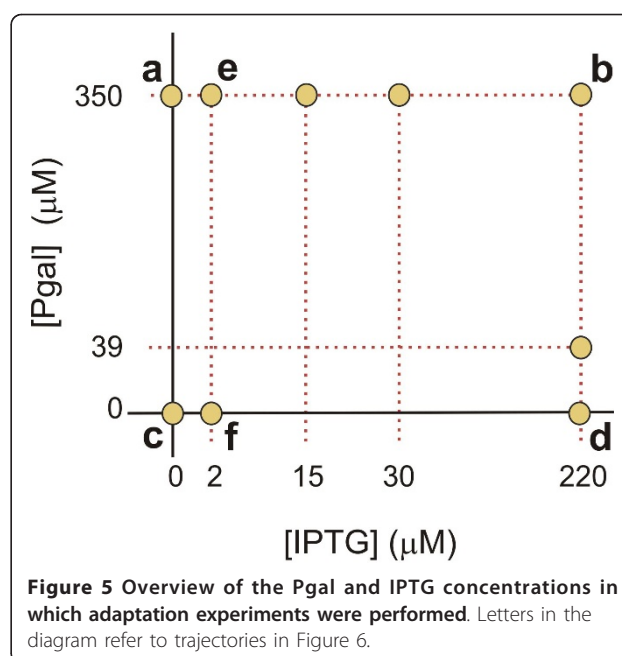 a e b
350
[Pgal] (μM)
39
0
c f d
0 2 15 30 220
[IPTG] (μM)
Figure 5 Overview of the Pgal and IPTG concentrations in
which adaptation experiments were performed. Letters in the
diagram refer to trajectories in Figure 6.